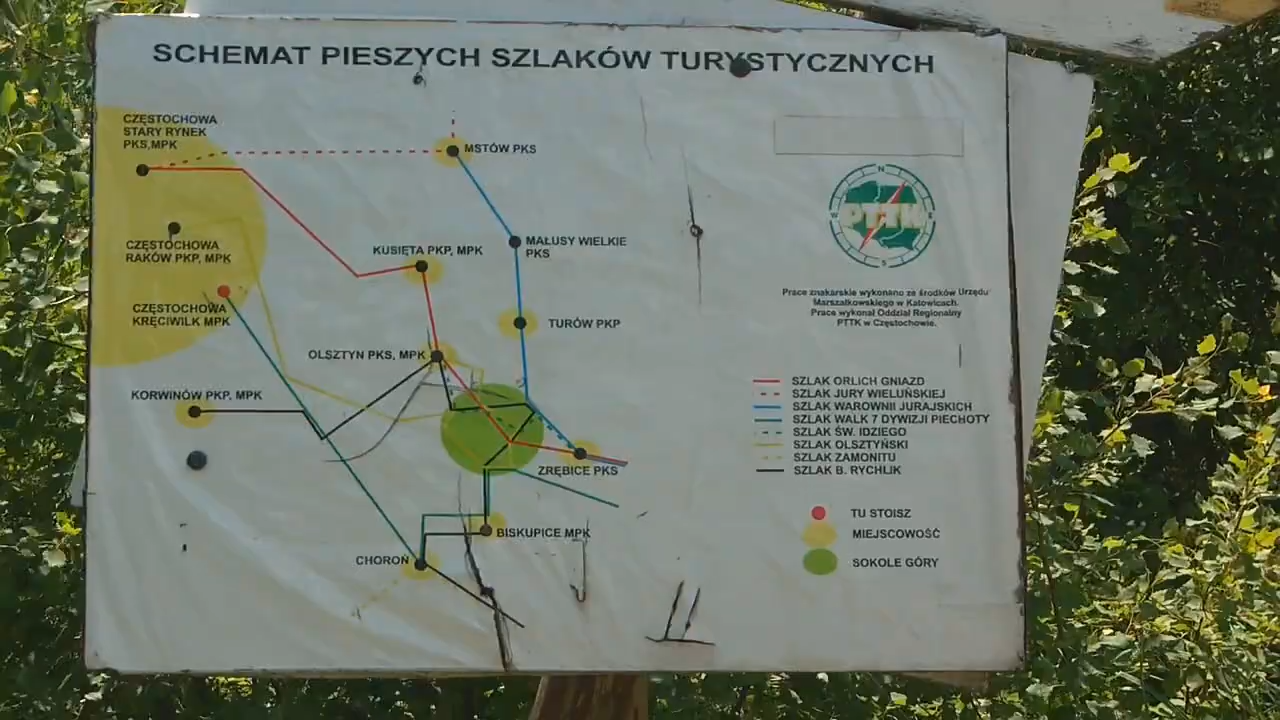 SCHEMAT PIESZYCH SZLAKÓW TURYSTYCZNYCH
CZĘSTOCHOWA
STARY RYNEK
PKS,MPK
MSTÓW PKS
CZĘSTOCHOWA
RAKÓW PKP, MPK
KUSIĘTA PKP, MPK
MAŁUSY WIELKIE
PKS
CZĘSTOCHOWA
KRĘCIWILK MPK
TURÓW PKP
OLSZTYN PKS, MPK
KORWINÓW PKP, MPK
ZRĘBICE PKS
BISKUPICE MPK
CHOROŃ
PTTK
N
S
Prace znakarskie wykonano ze środków Urzędu
Marszałkowskiego w Katowicach.
Prace wykonał Oddział Regionalny
PTTK w Częstochowie.
SZLAK ORLICH GNIAZD
SZLAK JURY WIELUŃSKIEJ
SZLAK WAROWNII JURAJSKICH
SZLAK WALK 7 DYWIZJI PIECHOTY
SZLAK ŚW. IDZIEGO
SZLAK OLSZTYŃSKI
SZLAK ZAMONITU
SZLAK B. RYCHLIK
TU STOISZ
MIEJSCOWOŚĆ
SOKOLE GÓRY